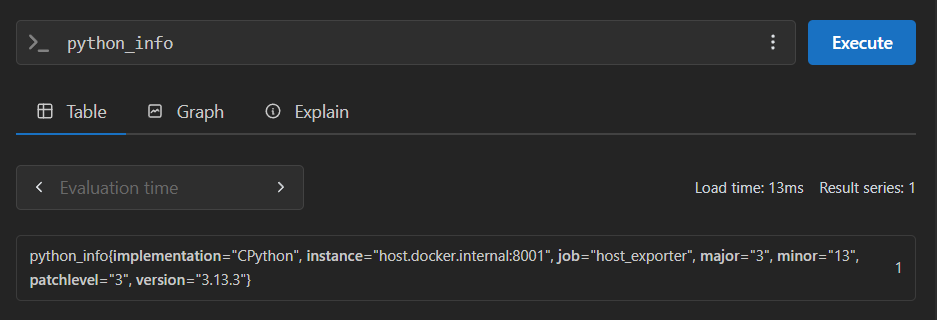 python_info
Execute
Table Graph Explain
Evaluation time
Load time: 13ms Result series: 1
python_info{implementation="CPython", instance="host.docker.internal:8001", job="host_exporter", major="3", minor="13",
patchlevel="3", version="3.13.3"}
1